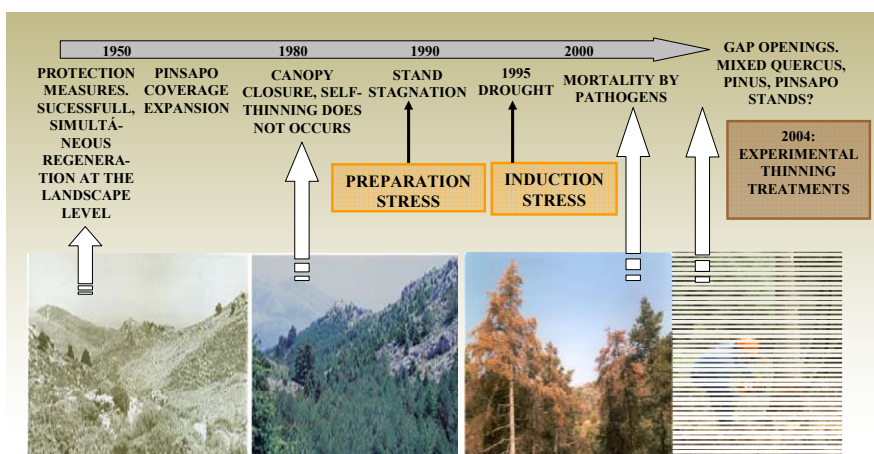 1950
1980
1990
2000
PROTECTION
MEASURES.
SUCESSFULL,
SIMULTÁ-
NEOUS
REGENERA-
TION AT THE
LANDSCAPE
LEVEL
PINSAPO
COVERAGE
EXPANSION
CANOPY
CLOSURE, SELF-
THINNING DOES
NOT OCCURS
STAND
STAGNATION
1995
DROUGHT
MORTALITY BY
PATHOGENS
GAP OPENINGS.
MIXED QUERCUS,
PINUS, PINSAPO
STANDS?
PREPARATION
STRESS
INDUCTION
STRESS
2004:
EXPERIMENTAL
THINNING
TREATMENTS